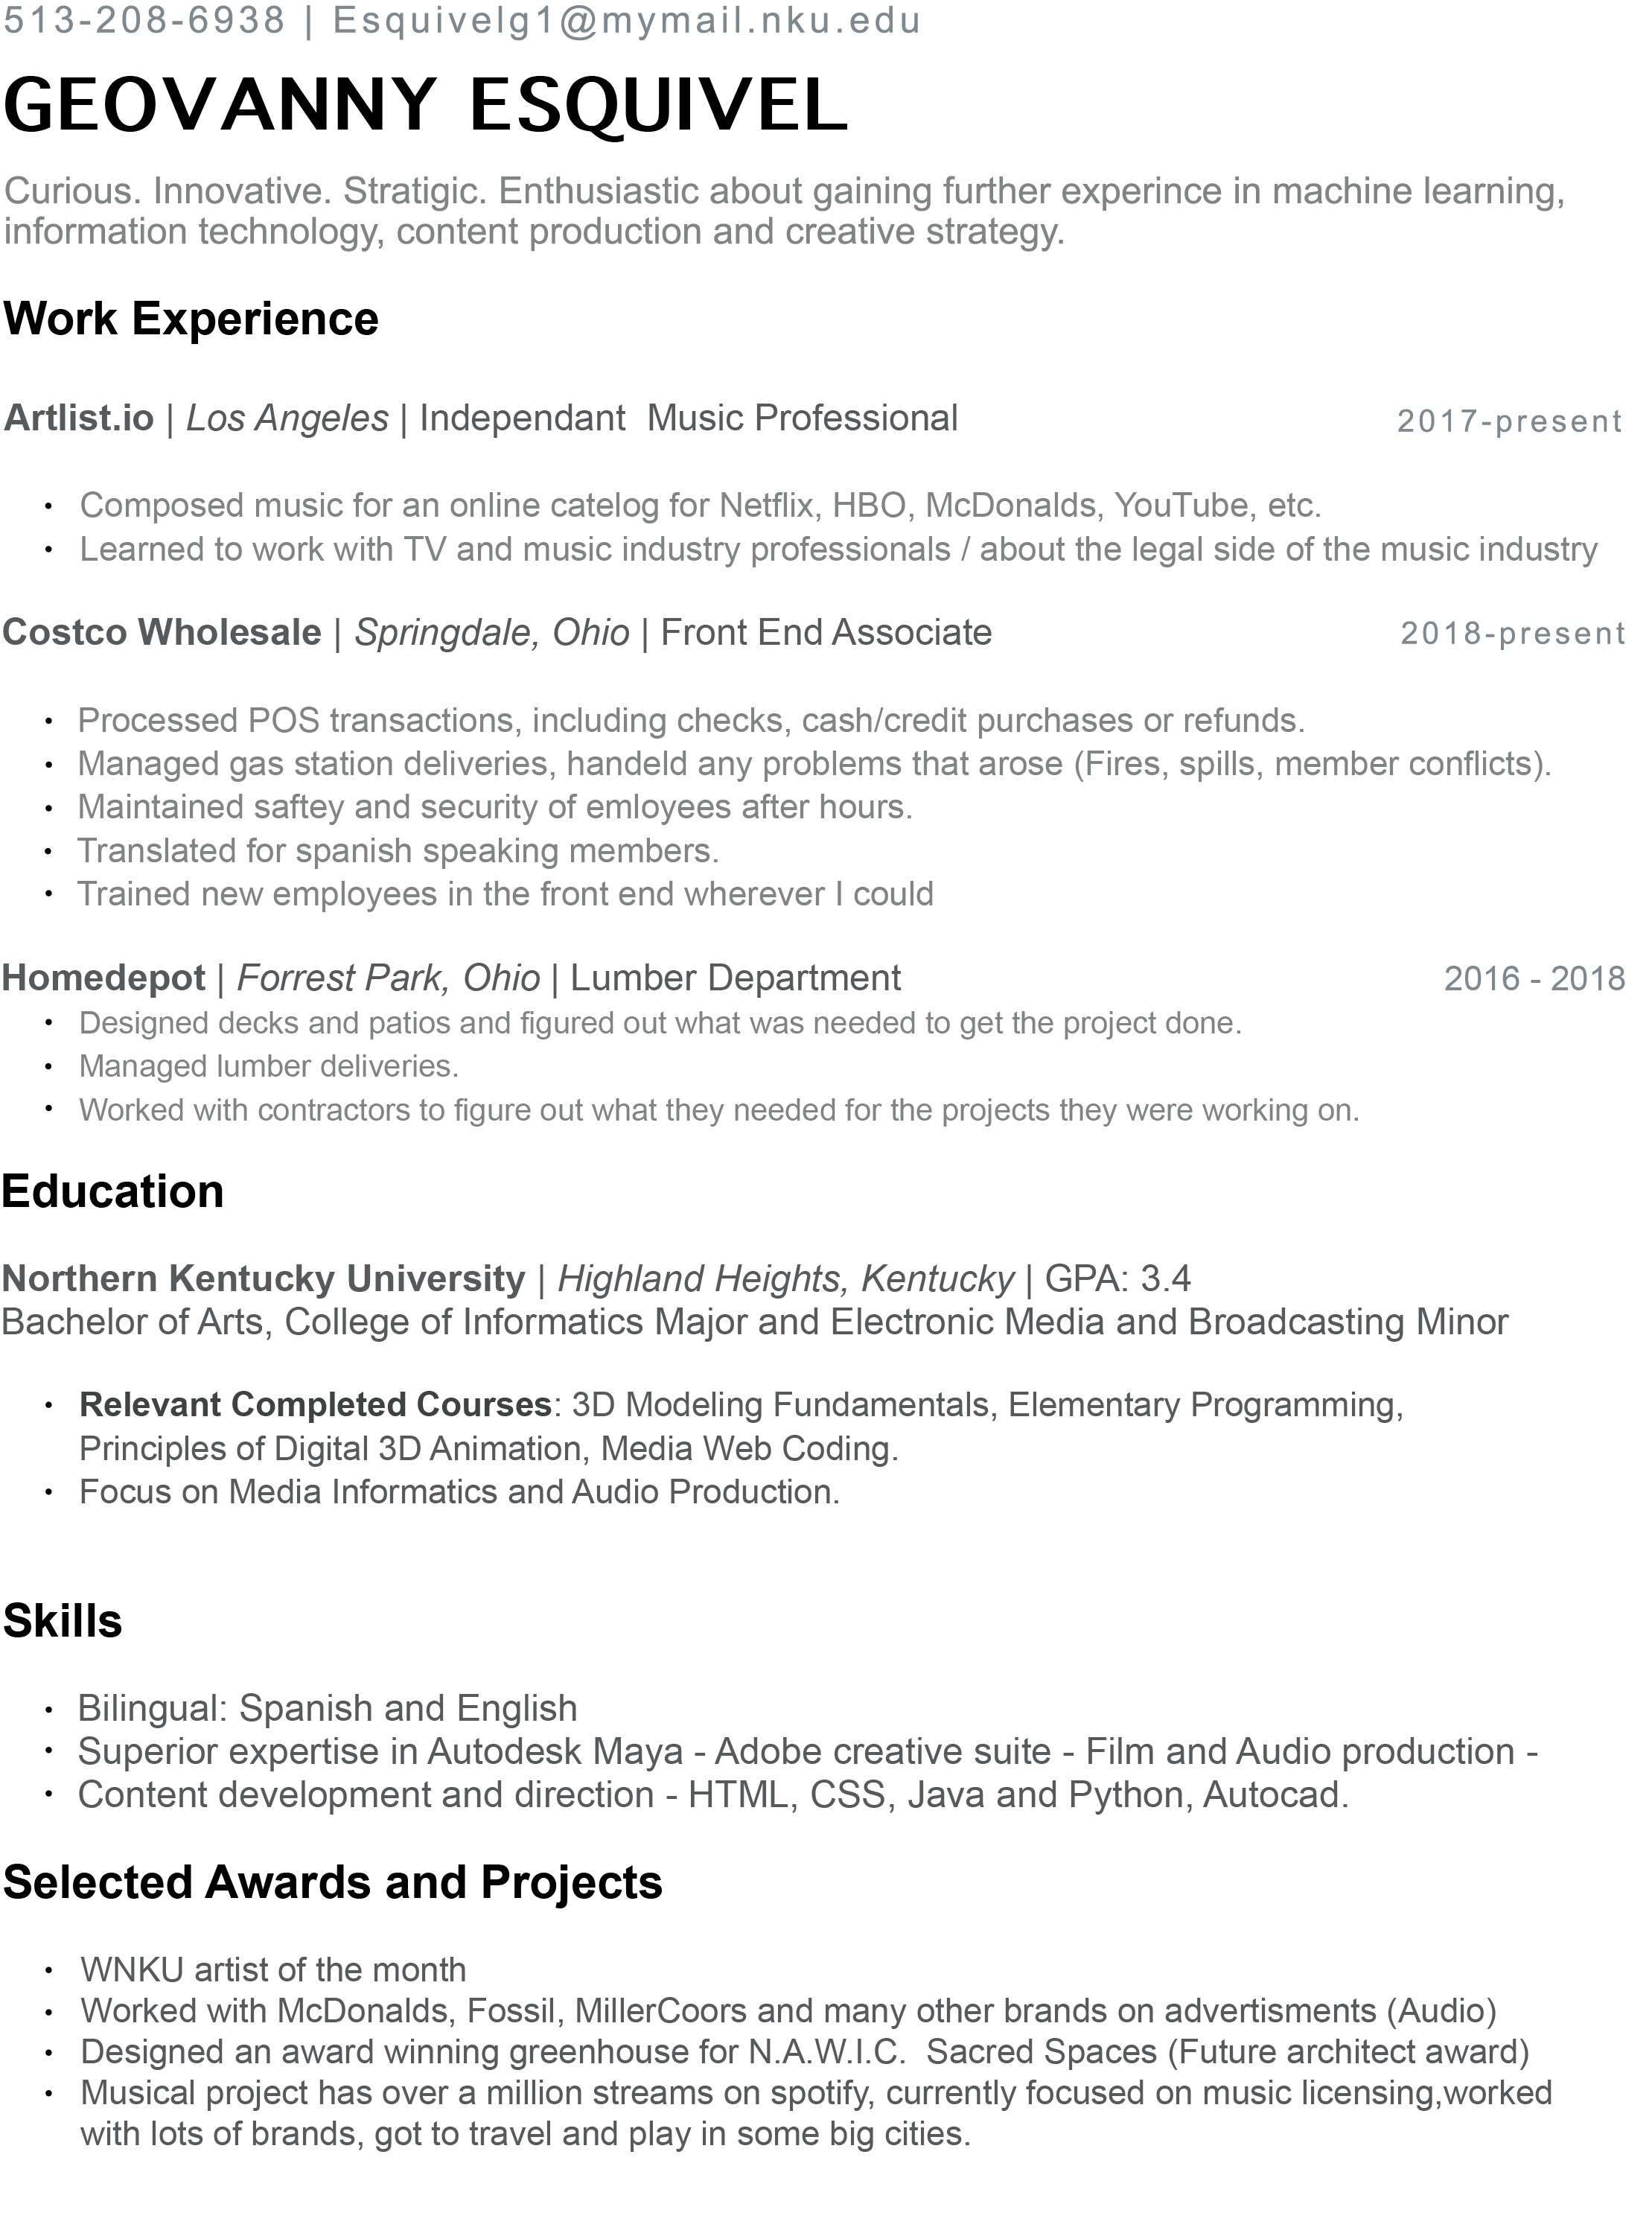 513-208-6938 | Esquivelg1@mymail.nku.edu
GEOVANNY ESQUIVEL
Curious. Innovative. Stratigic. Enthusiastic about gaining further experince in machine learning,
information technology, content production and creative strategy.
Work Experience
Artlist.io | Los Angeles | Independant  Music Professional 2017-present
• Composed music for an online catelog for Netflix, HBO, McDonalds, YouTube, etc.
• Learned to work with TV and music industry professionals / about the legal side of the music industry
Costco Wholesale | Springdale, Ohio | Front End Associate 2018-present
• Processed POS transactions, including checks, cash/credit purchases or refunds.
• Managed gas station deliveries, handeld any problems that arose (Fires, spills, member conflicts).
• Maintained saftey and security of emloyees after hours.
• Translated for spanish speaking members.
• Trained new employees in the front end wherever I could
Homedepot | Forrest Park, Ohio | Lumber Department 2016 - 2018
• Designed decks and patios and figured out what was needed to get the project done.
• Managed lumber deliveries.
• Worked with contractors to figure out what they needed for the projects they were working on.
Education
Northern Kentucky University | Highland Heights, Kentucky | GPA: 3.4
Bachelor of Arts, College of Informatics Major and Electronic Media and Broadcasting Minor
• Relevant Completed Courses: 3D Modeling Fundamentals, Elementary Programming,
Principles of Digital 3D Animation, Media Web Coding.
• Focus on Media Informatics and Audio Production.
Skills
• Bilingual: Spanish and English
• Superior expertise in Autodesk Maya - Adobe creative suite - Film and Audio production -
• Content development and direction - HTML, CSS, Java and Python, Autocad.
Selected Awards and Projects
• WNKU artist of the month
• Worked with McDonalds, Fossil, MillerCoors and many other brands on advertisments (Audio)
• Designed an award winning greenhouse for N.A.W.I.C.  Sacred Spaces (Future architect award)
• Musical project has over a million streams on spotify, currently focused on music licensing,worked
with lots of brands, got to travel and play in some big cities.